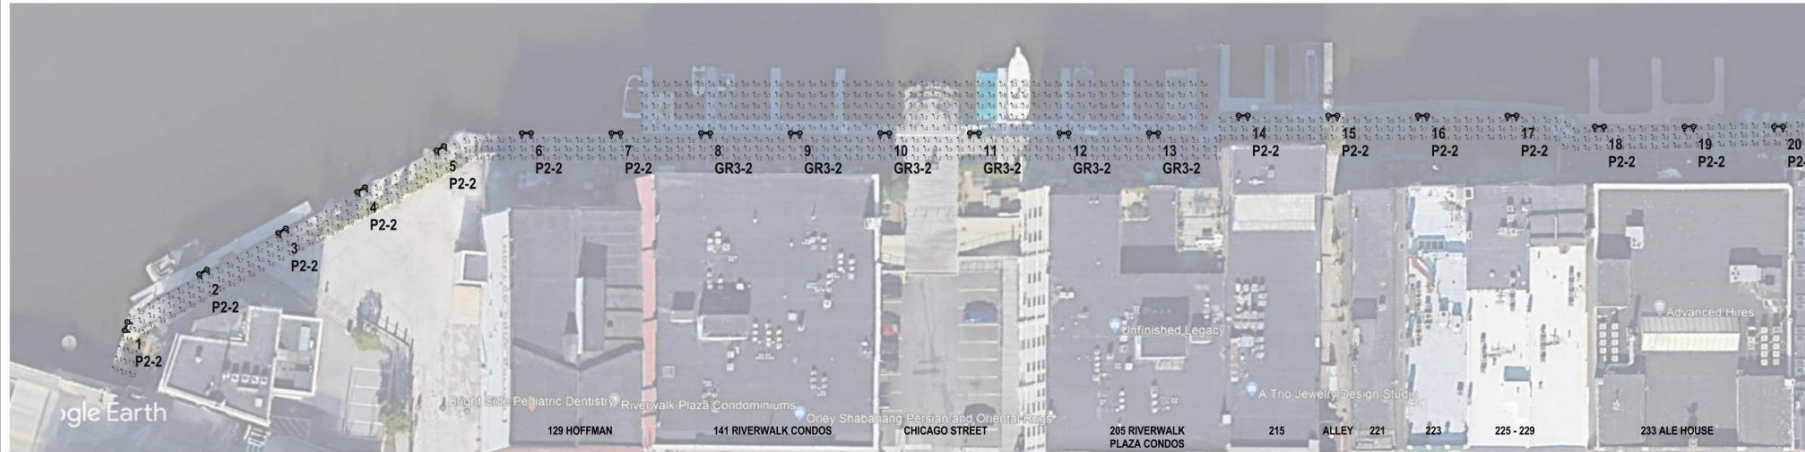 1
P2-2
2
P2-2
3
P2-2
4
P2-2
5
P2-2
6
P2-2
7
P2-2
8
GR3-2
9
GR3-2
10
GR3-2
11
GR3-2
12
GR3-2
13
GR3-2
14
P2-2
15
P2-2
16
P2-2
17
P2-2
18
P2-2
19
P2-2
20
P2-
Unfinished Legacy
Advanced Hires
A Trio Jewelry Design Studio
Bright Side Pediatric Dentistry
Riverwalk Plaza Condominiums
Orley Shabahang Persian and Oriental Rugs
ogle Earth
129 HOFFMAN
141 RIVERWALK CONDOS
CHICAGO STREET
205 RIVERWALK
PLAZA CONDOS
215
ALLEY
221
223
225 - 229
233 ALE HOUSE